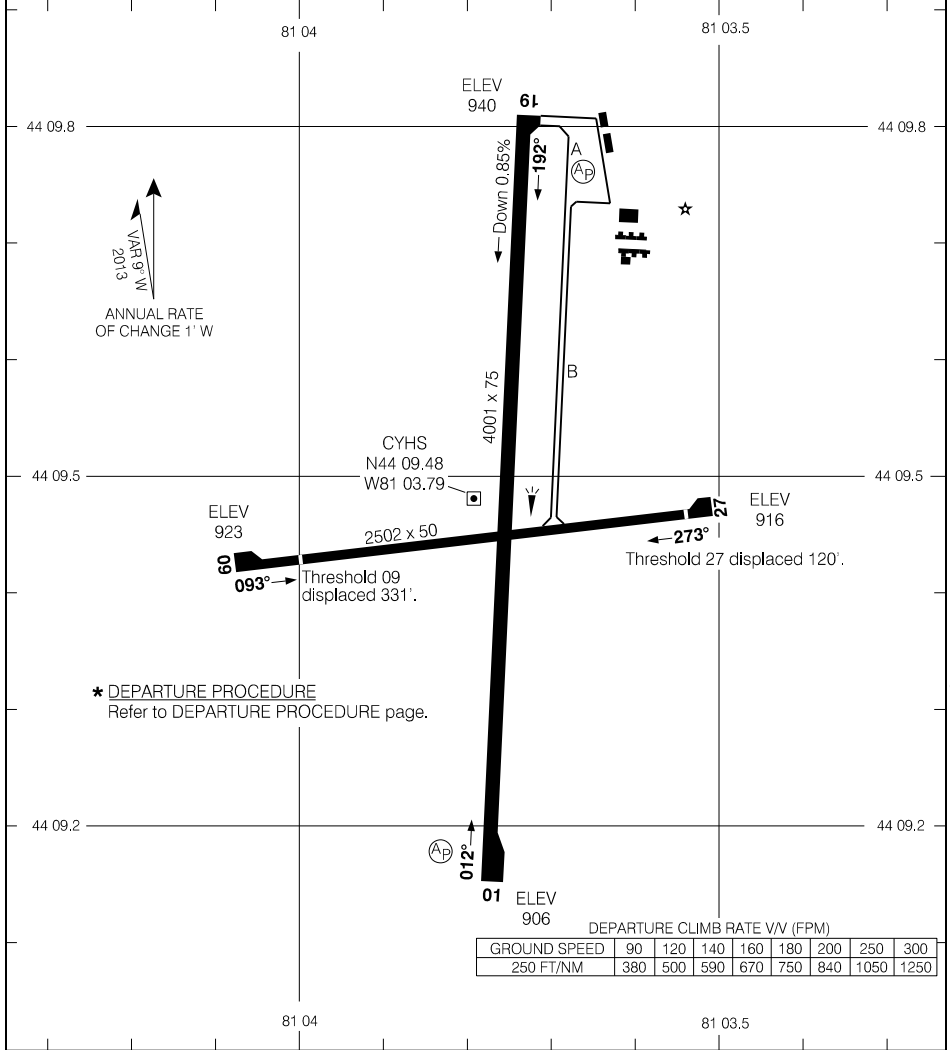 81 04
81 03.5
ELEV
940
19
44 09.8
44 09.8
Down 0.85%
192°
A
AP
VAR 9° W
2013
ANNUAL RATE
OF CHANGE 1' W
4001 x 75
B
CYHS
N44 09.48
W81 03.79
44 09.5
44 09.5
ELEV
923
2502 x 50
27
ELEV
916
09
093°
Threshold 09
displaced 331'.
273°
Threshold 27 displaced 120'.
* DEPARTURE PROCEDURE
Refer to DEPARTURE PROCEDURE page.
44 09.2
44 09.2
AP
012°
01
ELEV
906
DEPARTURE CLIMB RATE V/V (FPM)
GROUND SPEED 90 120 140 160 180 200 250 300
250 FT/NM 380 500 590 670 750 840 1050 1250
81 04
81 03.5